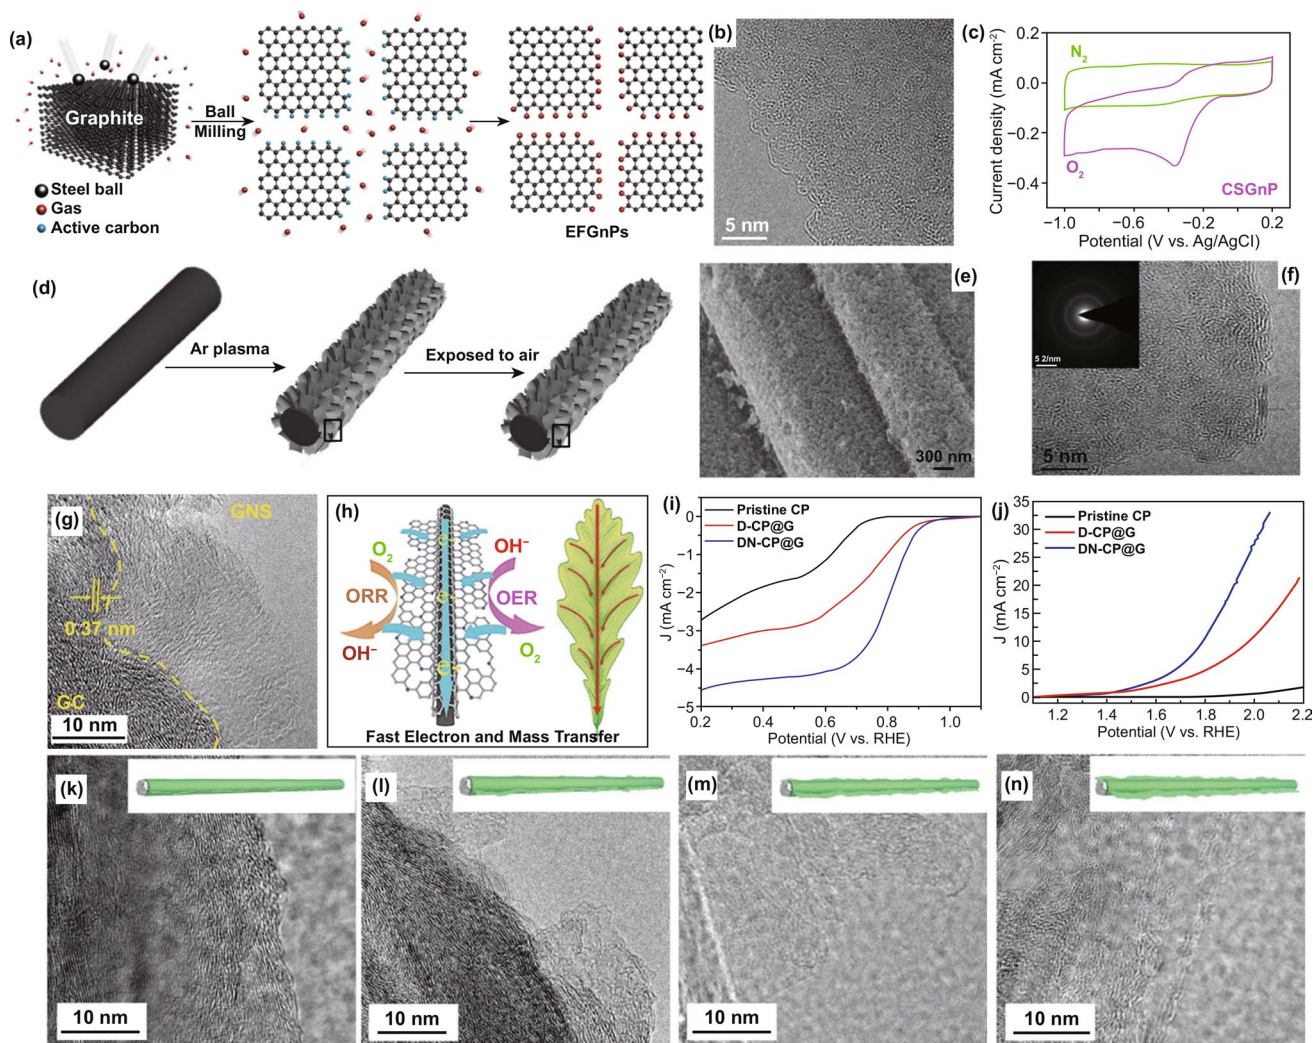 (a)
Graphite
Ball
Milling
Steel ball
Gas
Active carbon
EFGnPs
(b)
5 nm
(c)
Current density (mA cm⁻²)
0.2
0.0
−0.2
−0.4
N₂
O₂
CSGnP
−1.0
−0.6
−0.2
0.2
Potential (V vs. Ag/AgCl)
(d)
Ar plasma
Exposed to air
(e)
300 nm
(f)
5 2/nm
5 nm
(g)
GNS
0.37 nm
GC
10 nm
(h)
O₂
OH⁻
ORR
OER
OH⁻
O₂
Fast Electron and Mass Transfer
(i)
Pristine CP
D-CP@G
DN-CP@G
J (mA cm⁻²)
0
−1
−2
−3
−4
−5
0.2
0.4
0.6
0.8
1.0
Potential (V vs. RHE)
(j)
Pristine CP
D-CP@G
DN-CP@G
J (mA cm⁻²)
35
30
25
20
15
10
5
0
1.2
1.4
1.6
1.8
2.0
2.2
Potential (V vs. RHE)
(k)
10 nm
(l)
10 nm
(m)
10 nm
(n)
10 nm